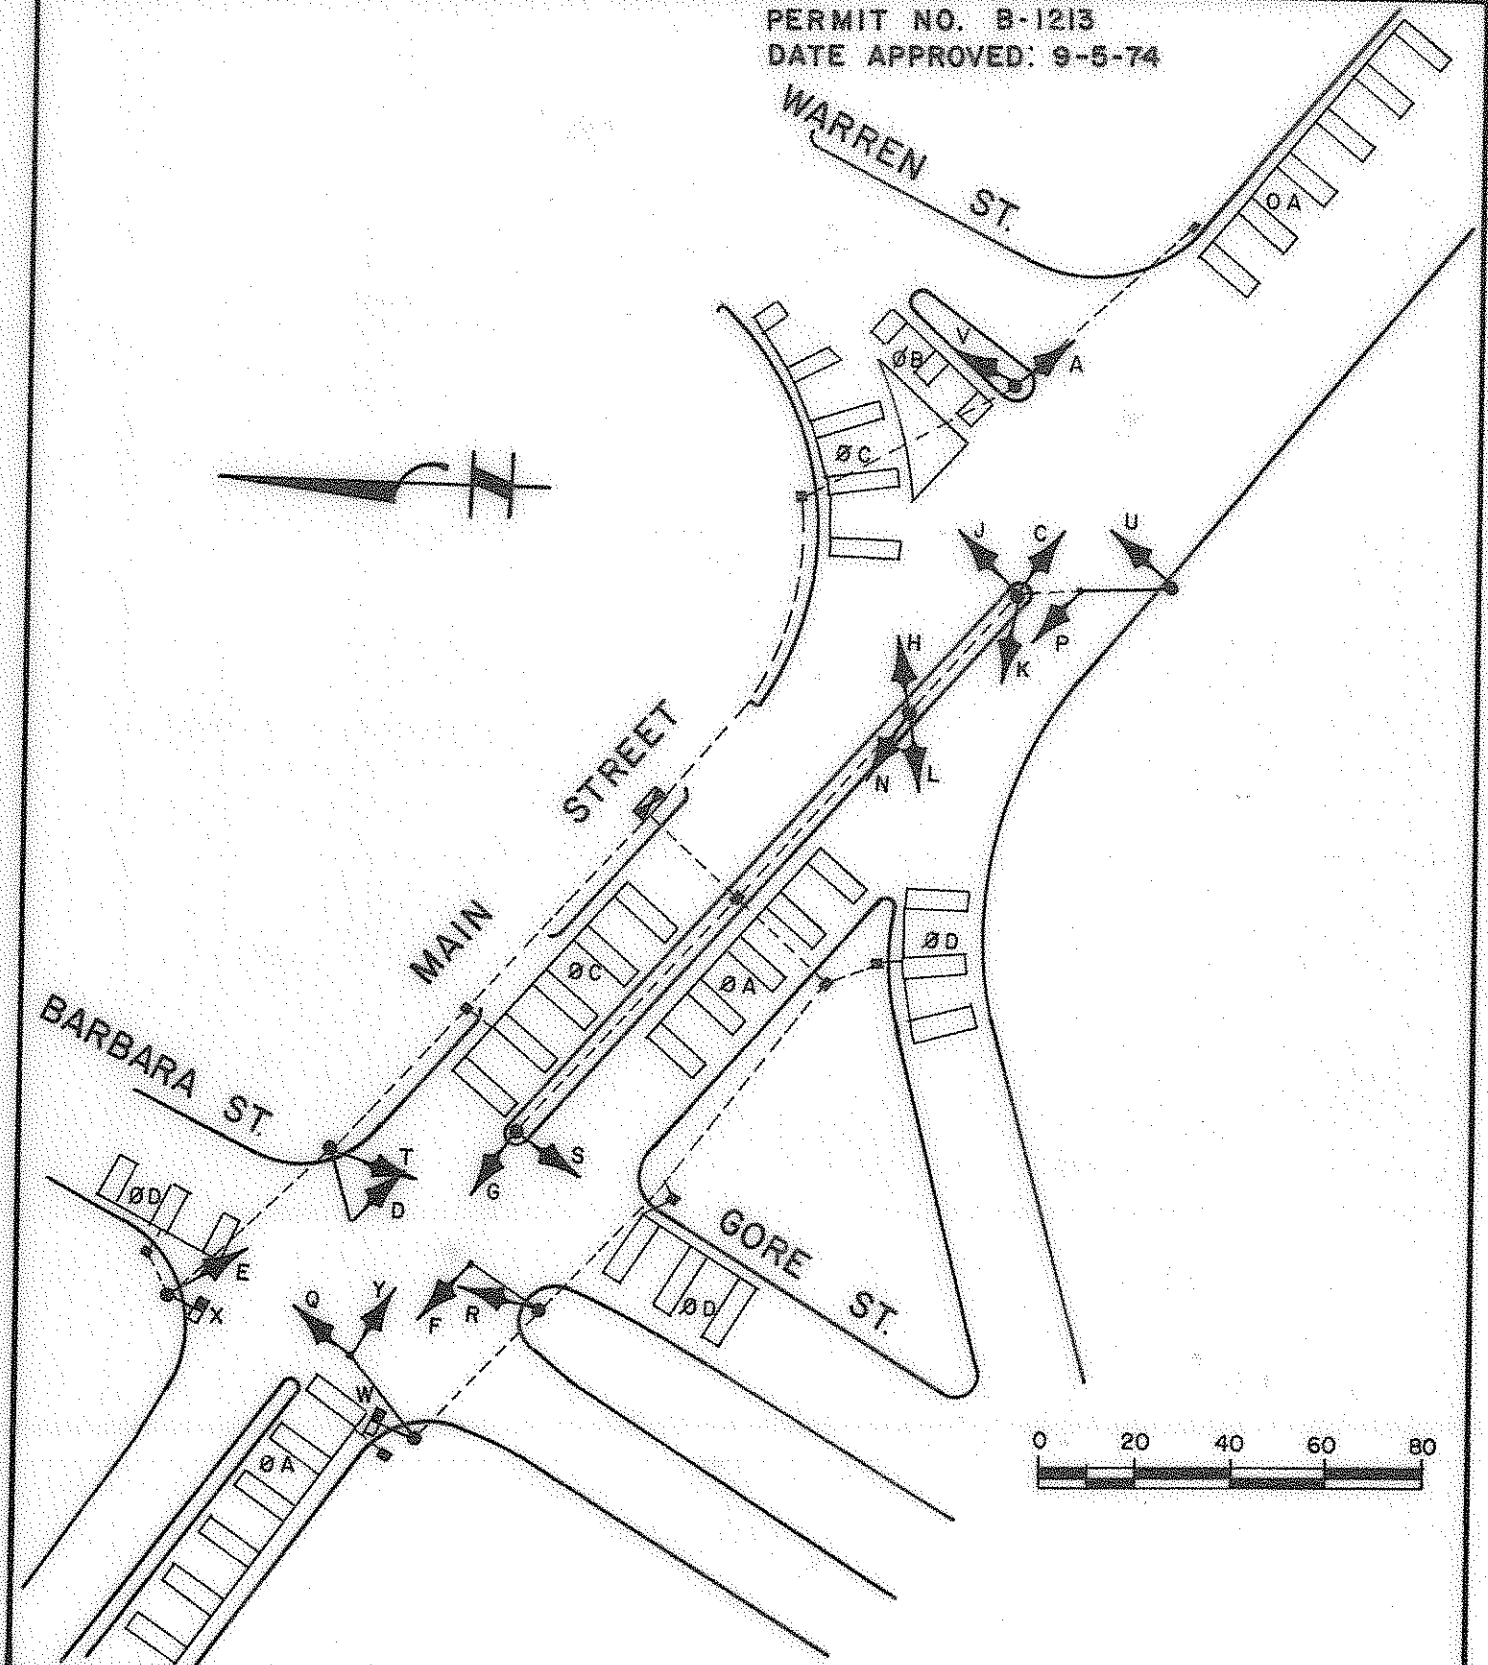 PERMIT NO. B-1213
DATE APPROVED: 9-5-74
WARREN ST.
ØA
V
A
ØB
ØC
N
J
C
U
H
P
K
N
L
STREET
MAIN
ØC
ØA
ØD
BARBARA ST.
T
S
G
D
ØD
E
X
Q
Y
F
R
GORE ST.
ØD
W
ØA
0 20 40 60 80